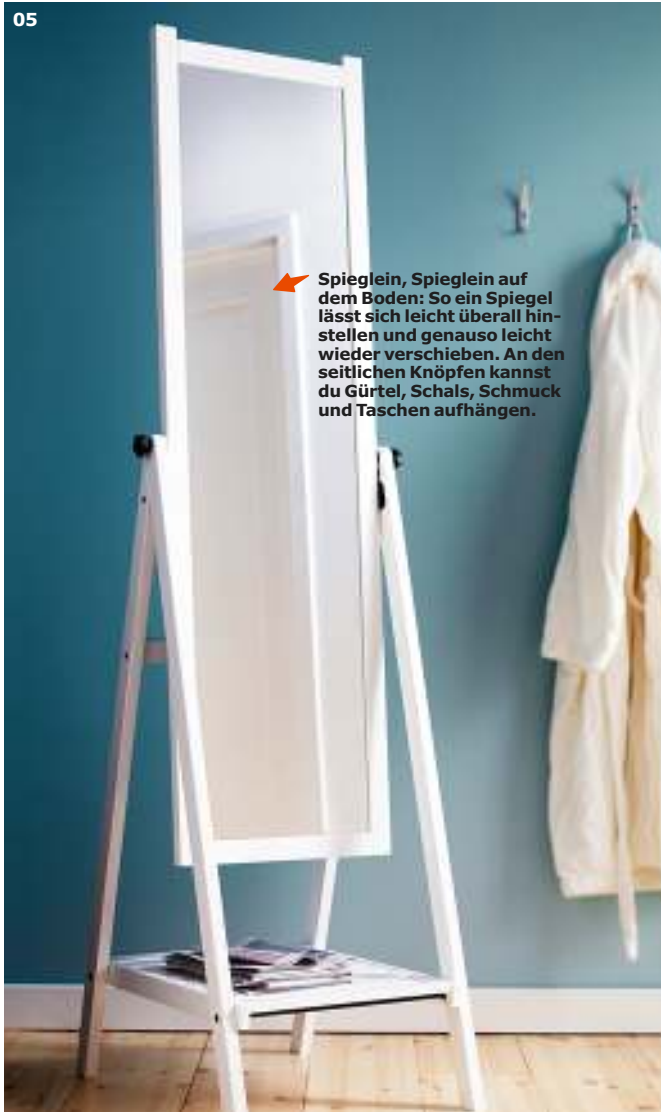 05
Spieglein, Spieglein auf
dem Boden: So ein Spiegel
lässt sich leicht überall hin-
stellen und genauso leicht
wieder verschieben. An den
seitlichen Knöpfen kannst
du Gürtel, Schals, Schmuck
und Taschen aufhängen.